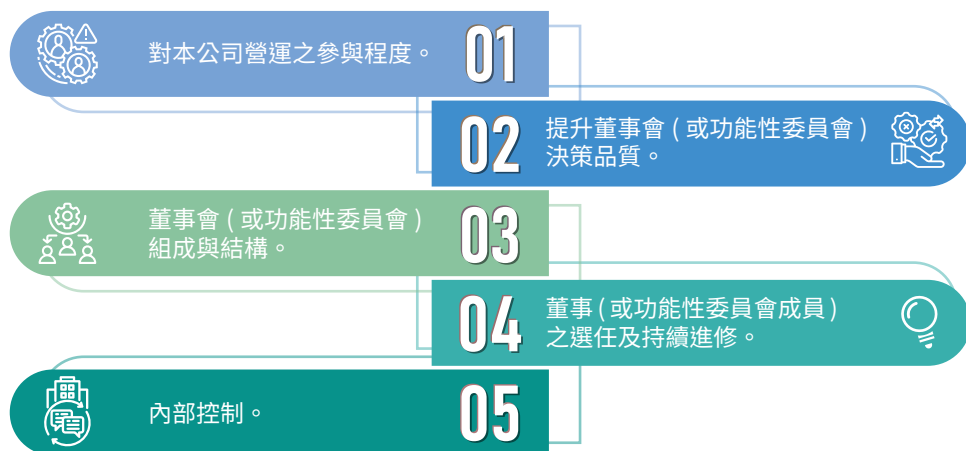 對本公司營運之參與程度。
01
02
提升董事會 ( 或功能性委員會 )
決策品質。
董事會 ( 或功能性委員會 )
組成與結構。
03
04
董事 ( 或功能性委員會成員 )
之選任及持續進修。
內部控制。
05